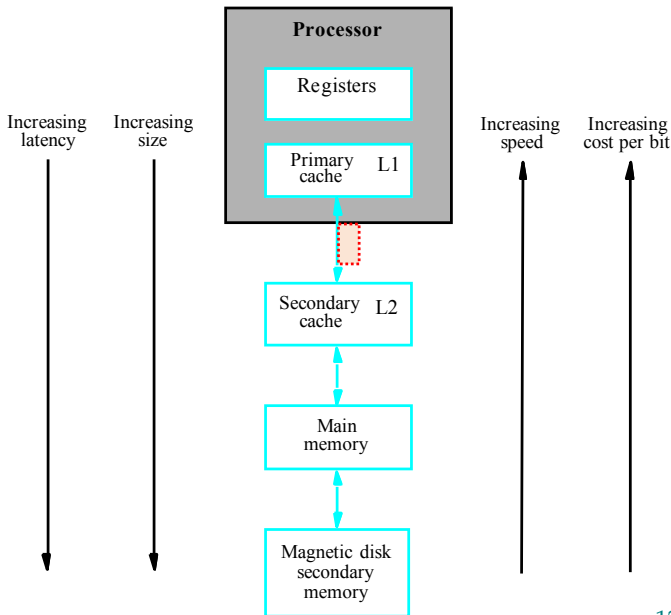 Processor
Registers
Increasing
latency
Increasing
size
Increasing
speed
Increasing
cost per bit
Primary
cache
L1
Secondary
cache
L2
Main
memory
Magnetic disk
secondary
memory